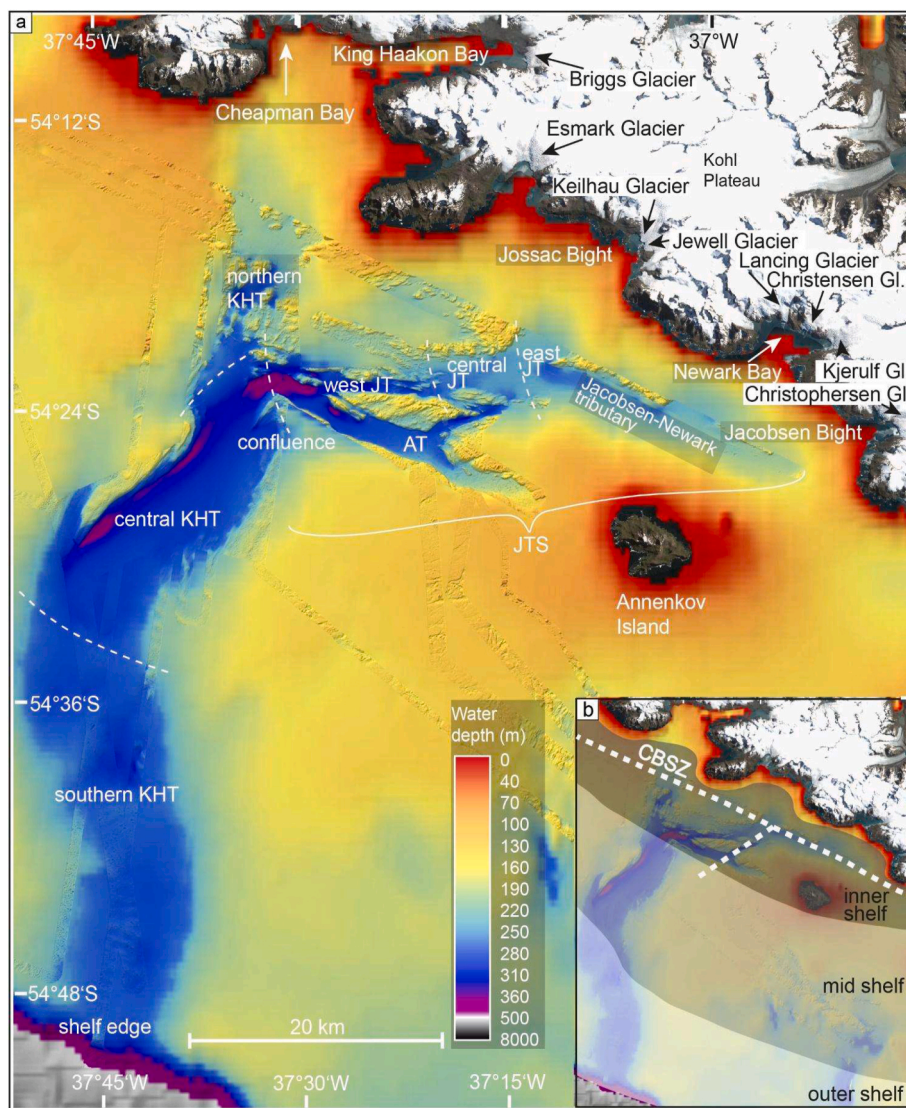 a
37°45‘W
King Haakon Bay
37°W
Briggs Glacier
Cheapman Bay
54°12‘S
Esmark Glacier
Kohl
Plateau
Keilhau Glacier
Jewell Glacier
Jossac Bight
Lancing Glacier
Christensen Gl.
northern
KHT
central
JT
east
JT
west JT
Newark Bay
Kjerulf Gl
Christophersen Gl
54°24‘S
Jacobsen-Newark
tributary
Jacobsen Bight
confluence
AT
central KHT
JTS
Annenkov
Island
54°36‘S
southern KHT
Water
depth (m)
0
40
70
100
130
160
190
220
250
280
310
360
500
8000
54°48‘S
shelf edge
20 km
37°45‘W
37°30‘W
37°15‘W
b
CBSZ
inner
shelf
mid shelf
outer shelf